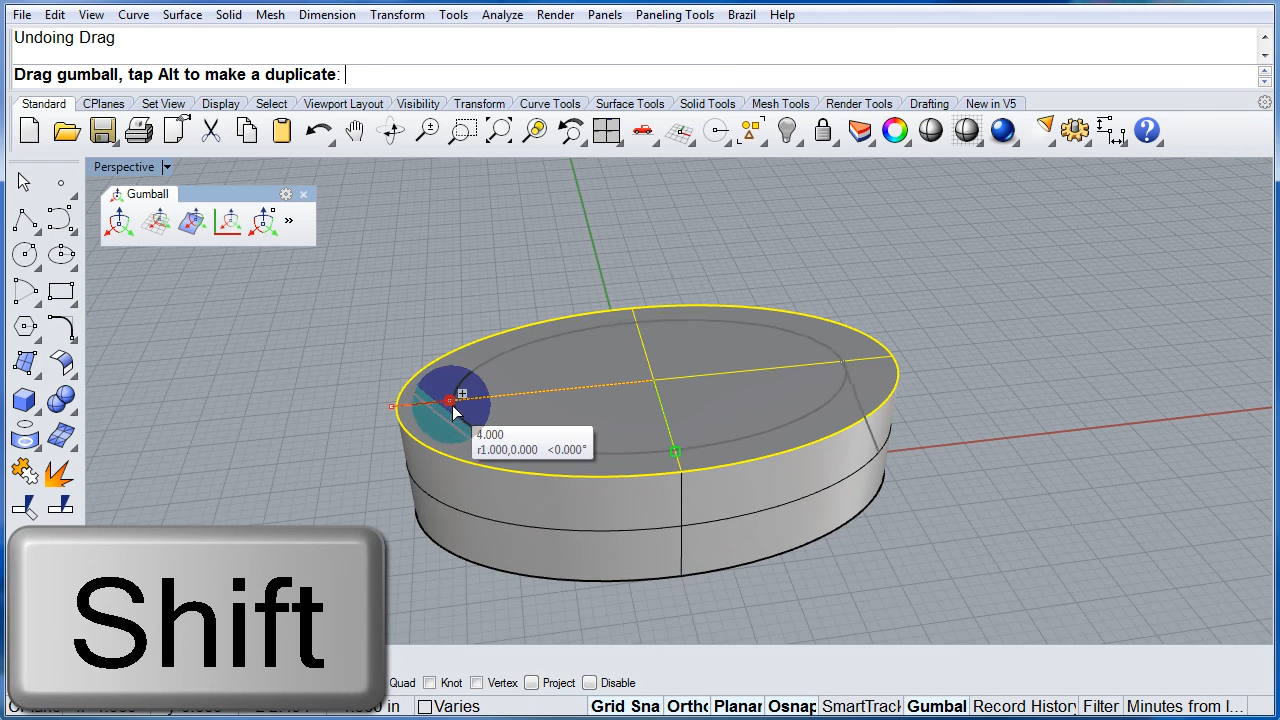 File Edit View Curve Surface Solid Mesh Dimension Transform Tools Analyze Render Panels Paneling Tools Brazil Help
Undoing Drag
Drag gumball, tap Alt to make a duplicate:
Standard CPlanes Set View Display Select Viewport Layout Visibility Transform Curve Tools Surface Tools Solid Tools Mesh Tools Render Tools Drafting New in V5
Perspective
Gumball
4.000
r1.000,0.000 <0.000°
Shift
Quad Knot Vertex Project Disable
in Varies Grid Sna Ortho Planar Osnap SmartTrack Gumbal Record History Filter Minutes from l...